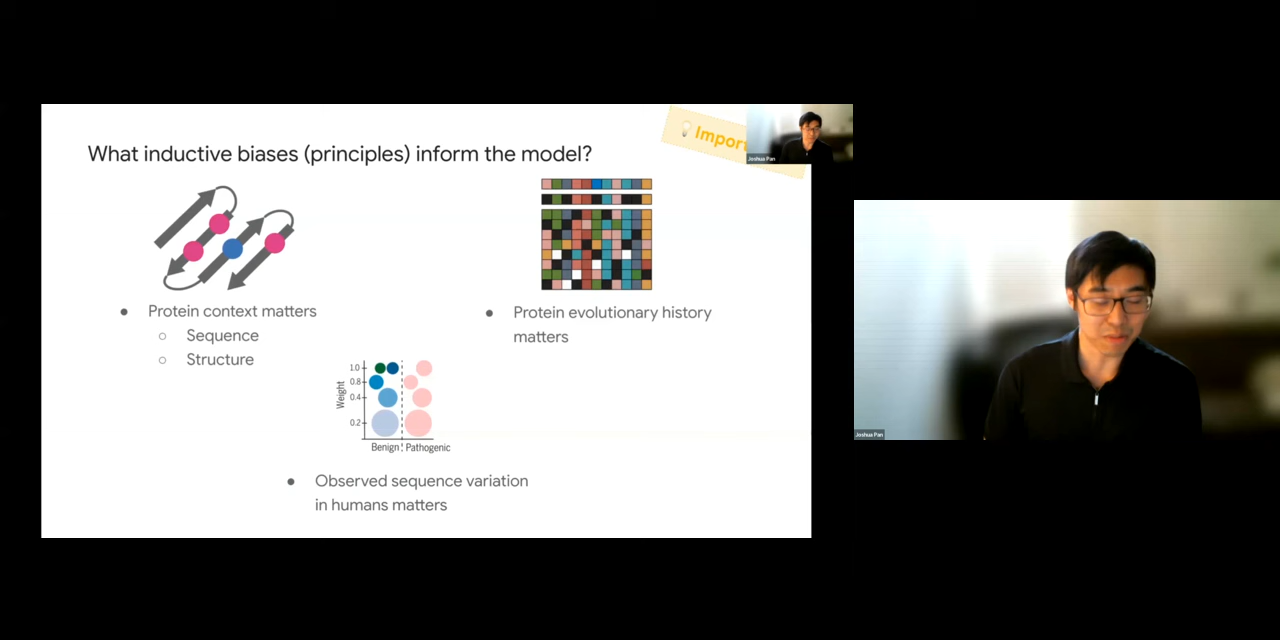 What inductive biases (principles) inform the model?
Impor
Joshua Pan
● Protein context matters
○ Sequence
○ Structure
● Protein evolutionary history
matters
Weight
1.0
0.8
0.4
0.2
Benign
Pathogenic
● Observed sequence variation
in humans matters
Joshua Pan